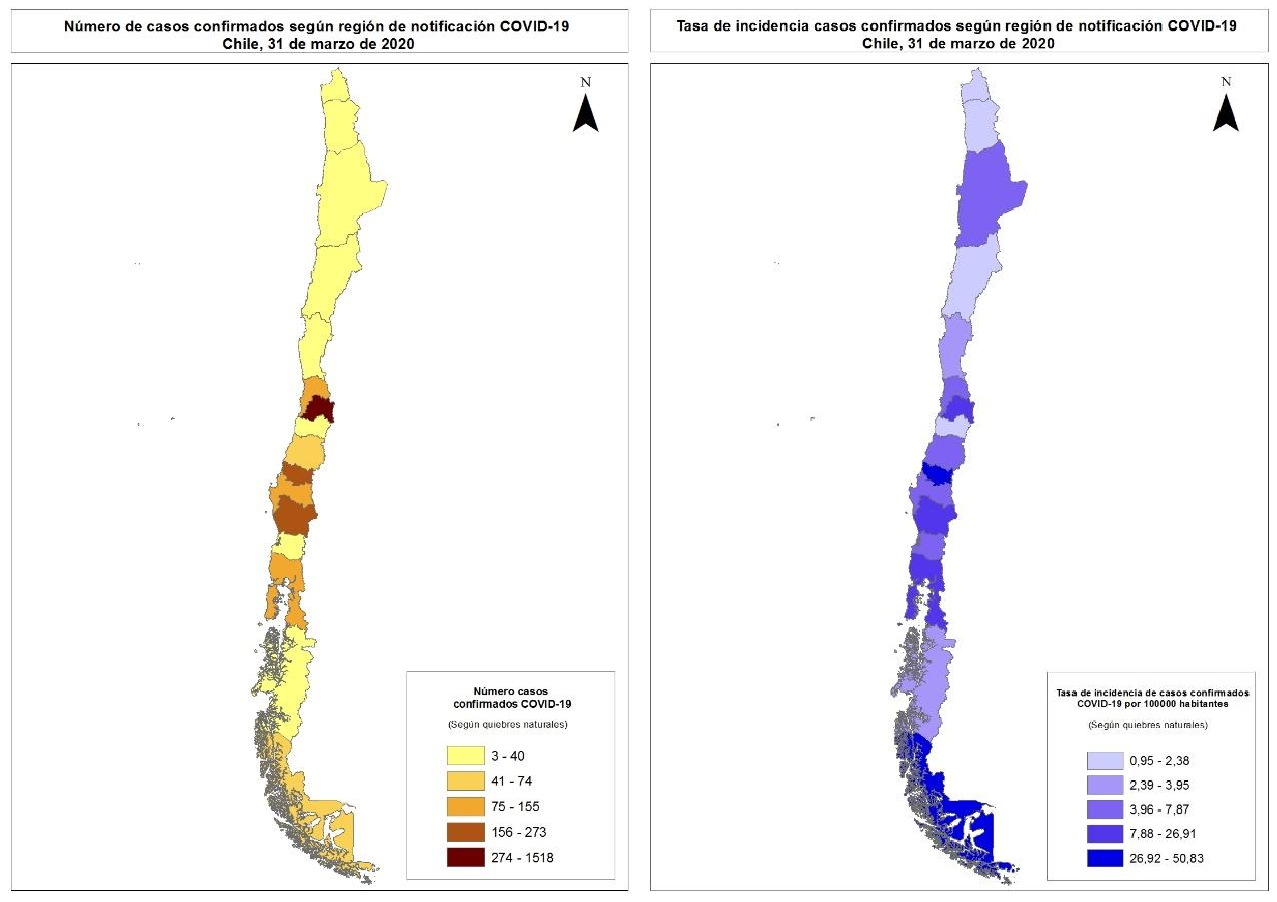 Número de casos confirmados según región de notificación COVID-19
Chile, 31 de marzo de 2020
N
Número casos
confirmados COVID-19
(Según quiebres naturales)
3 - 40
41 - 74
75 - 155
156 - 273
274 - 1518
Tasa de incidencia casos confirmados según región de notificación COVID-19
Chile, 31 de marzo de 2020
N
Tasa de incidencia de casos confirmados
COVID-19 por 100000 habitantes
(Según quiebres naturales)
0,95 - 2,38
2,39 - 3,95
3,96 - 7,87
7,88 - 26,91
26,92 - 50,83